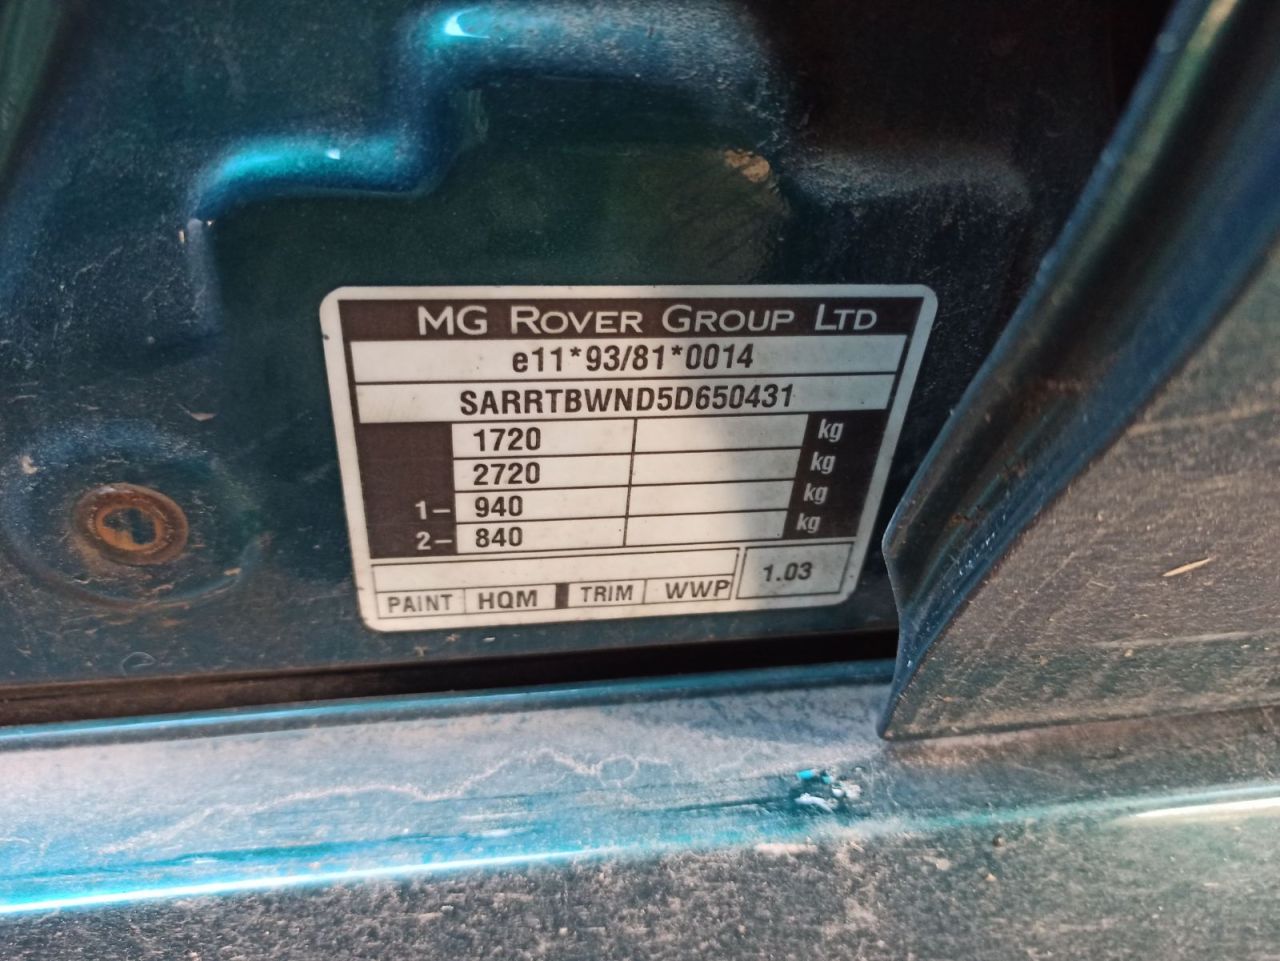 MG ROVER GROUP LTD
e11*93/81*0014
SARRTBWND5D650431
1720 kg
2720 kg
1- 940 kg
2- 840 kg
PAINT HQM TRIM WWP 1.03